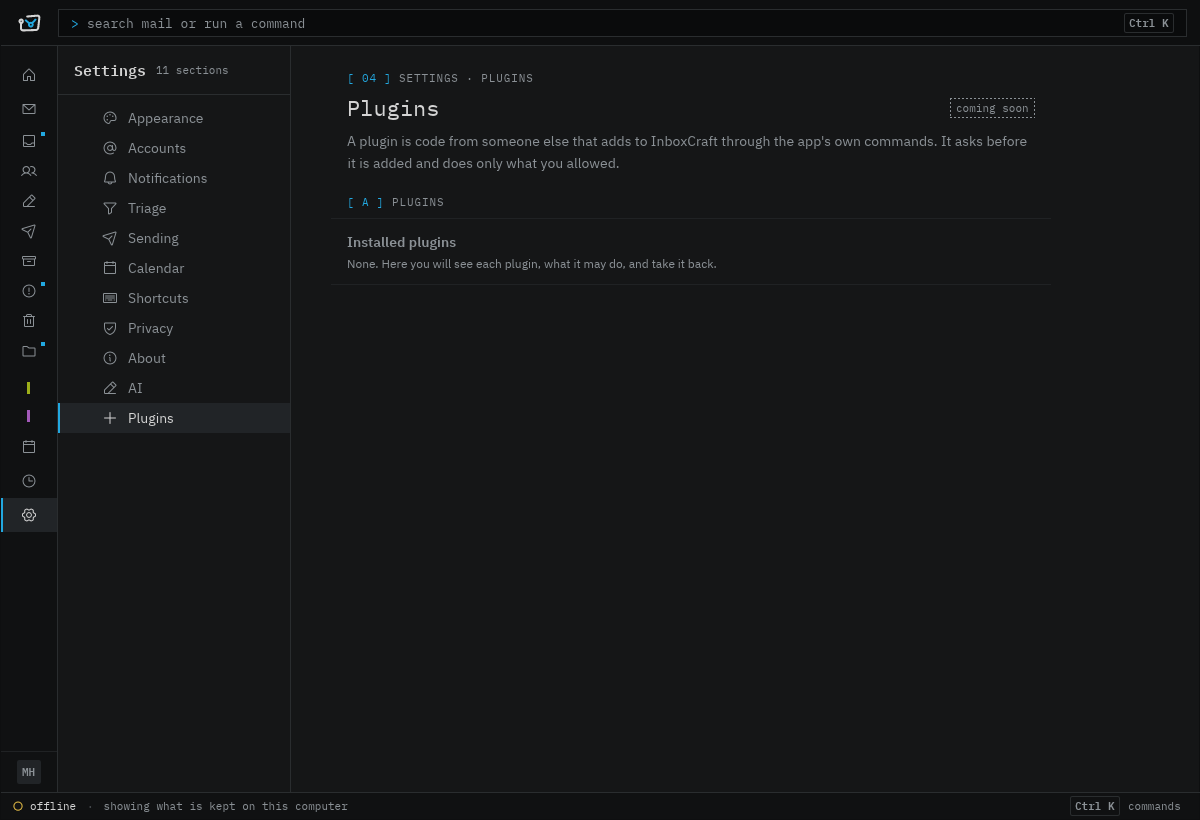 > search mail or run a command
Ctrl K
Settings 11 sections
Appearance
Accounts
Notifications
Triage
Sending
Calendar
Shortcuts
Privacy
About
AI
Plugins
[ 04 ] SETTINGS · PLUGINS
Plugins
coming soon
A plugin is code from someone else that adds to InboxCraft through the app's own commands. It asks before
it is added and does only what you allowed.
[ A ] PLUGINS
Installed plugins
None. Here you will see each plugin, what it may do, and take it back.
MH
offline · showing what is kept on this computer
Ctrl K commands